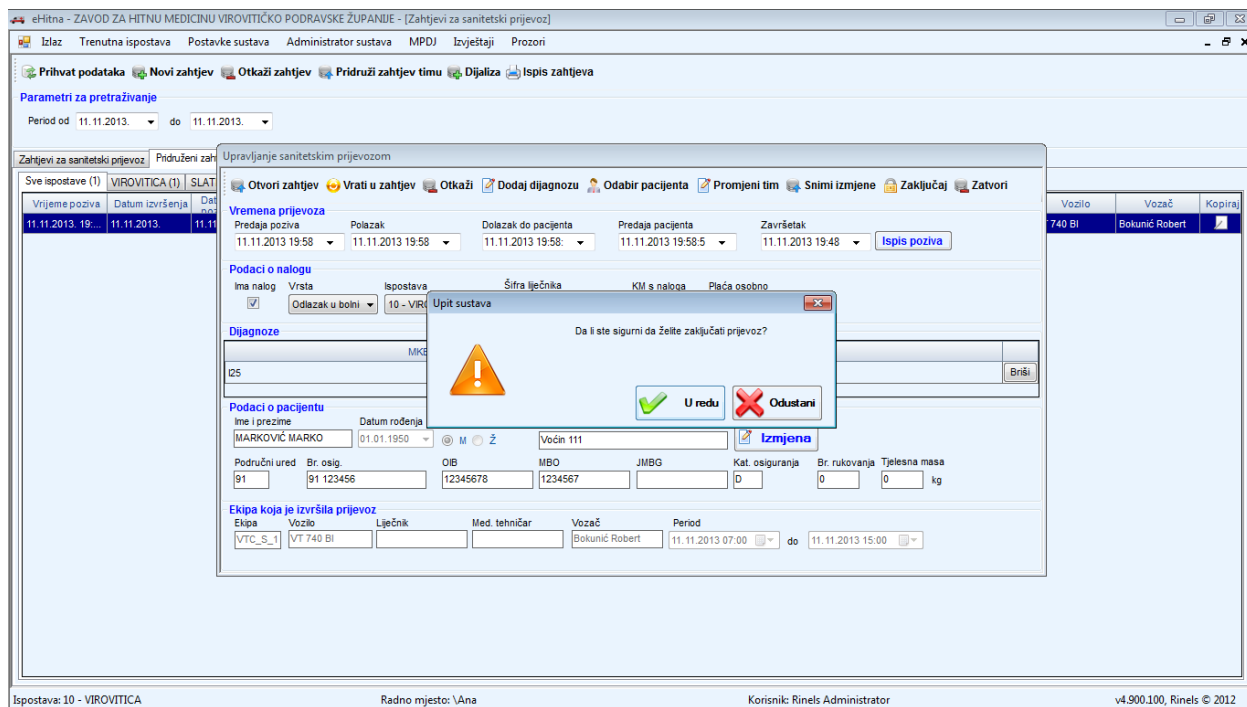 eHitna - ZAVOD ZA HITNU MEDICINU VIROVITIČKO PODRAVSKE ŽUPANIJE - [Zahtjevi za sanitetski prijevoz]
Izlaz Trenutna ispostava Postavke sustava Administrator sustava MPDJ Izvještaji Prozori
Prihvat podataka Novi zahtjev Otkaži zahtjev Pridruži zahtjev timu Dijaliza Ispis zahtjeva
Parametri za pretraživanje
Period od 11.11.2013. do 11.11.2013.
Zahtjevi za sanitetski prijevoz Pridruženi zah
Sve ispostave (1) VIROVITICA (1) SLAT
Vrijeme poziva Datum izvršenja Dat Vozilo Vozač Kopiraj
11.11.2013. 19:... 11.11.2013. 11.11 740 BI Bokunić Robert
Upravljanje sanitetskim prijevozom
Otvori zahtjev Vrati u zahtjev Otkaži Dodaj dijagnozu Odabir pacijenta Promjeni tim Snimi izmjene Zaključaj Zatvori
Vremena prijevoza
Predaja poziva Polazak Dolazak do pacijenta Predaja pacijenta Završetak
11.11.2013 19:58 11.11.2013 19:58 11.11.2013 19:58: 11.11.2013 19:58:5 11.11.2013 19:48 Ispis poziva
Podaci o nalogu
Ima nalog Vrsta Ispostava Šifra liječnika KM s naloga Plaća osobno
Odlazak u bolni 10 - VIRO
Upit sustava
Da li ste sigurni da želite zaključati prijevoz?
U redu Odustani
Dijagnoze
MKB
I25 Briši
Podaci o pacijentu
Ime i prezime Datum rođenja
MARKOVIĆ MARKO 01.01.1950 M Ž Voćin 111 Izmjena
Područni ured Br. osig. OIB MBO JMBG Kat. osiguranja Br. rukovanja Tjelesna masa
91 91 123456 12345678 1234567 D 0 0 kg
Ekipa koja je izvršila prijevoz
Ekipa Vozilo Liječnik Med. tehničar Vozač Period
VTC_S_1 VT 740 BI Bokunić Robert 11.11.2013 07:00 do 11.11.2013 15:00
Ispostava: 10 - VIROVITICA Radno mjesto: \Ana Korisnik: Rinels Administrator v4.900.100, Rinels © 2012